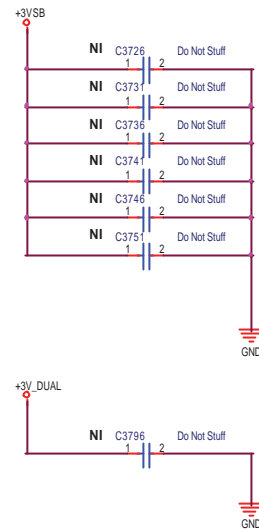 +3VSB
NI C3726 Do Not Stuff
1 2
NI C3731 Do Not Stuff
1 2
NI C3736 Do Not Stuff
1 2
NI C3741 Do Not Stuff
1 2
NI C3746 Do Not Stuff
1 2
NI C3751 Do Not Stuff
1 2
GND
+3V_DUAL
NI C3796 Do Not Stuff
1 2
GND